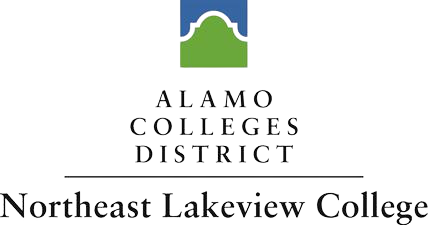 ALAMO
COLLEGES
DISTRICT
Northeast Lakeview College